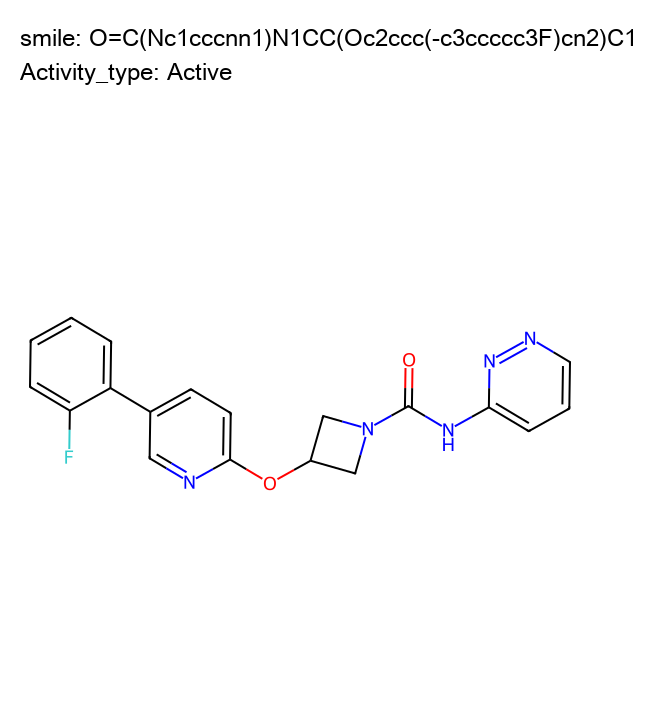 smile: O=C(Nc1cccnn1)N1CC(Oc2ccc(-c3ccccc3F)cn2)C1
Activity_type: Active
O
N
N
N
N
H
F
N
O